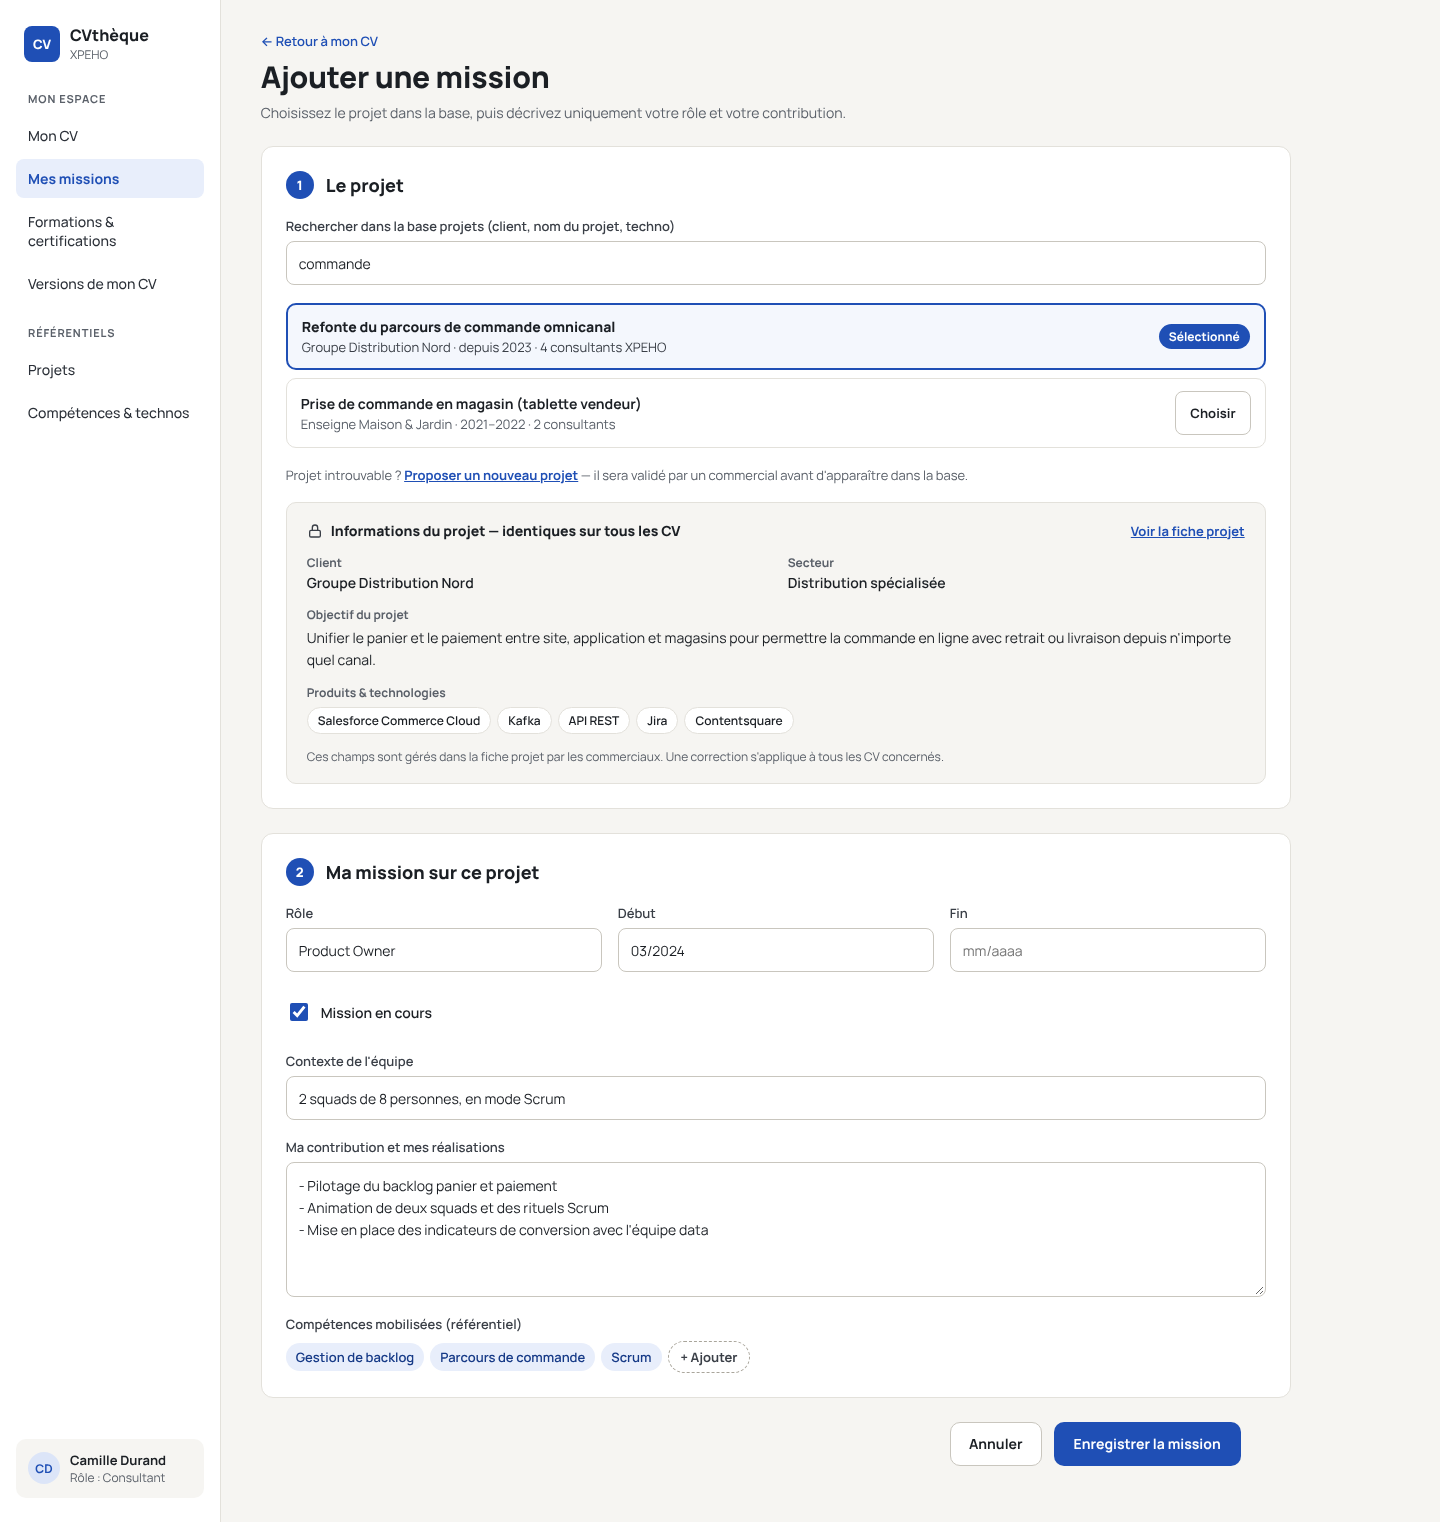 CV
CVthèque
XPEHO
MON ESPACE
Mon CV
Mes missions
Formations &
certifications
Versions de mon CV
RÉFÉRENTIELS
Projets
Compétences & technos
CD
Camille Durand
Rôle : Consultant
← Retour à mon CV
Ajouter une mission
Choisissez le projet dans la base, puis décrivez uniquement votre rôle et votre contribution.
1 Le projet
Rechercher dans la base projets (client, nom du projet, techno)
commande
Refonte du parcours de commande omnicanal
Groupe Distribution Nord · depuis 2023 · 4 consultants XPEHO
Sélectionné
Prise de commande en magasin (tablette vendeur)
Enseigne Maison & Jardin · 2021–2022 · 2 consultants
Choisir
Projet introuvable ? Proposer un nouveau projet — il sera validé par un commercial avant d'apparaître dans la base.
Informations du projet — identiques sur tous les CV
Voir la fiche projet
Client
Groupe Distribution Nord
Secteur
Distribution spécialisée
Objectif du projet
Unifier le panier et le paiement entre site, application et magasins pour permettre la commande en ligne avec retrait ou livraison depuis n'importe
quel canal.
Produits & technologies
Salesforce Commerce Cloud Kafka API REST Jira Contentsquare
Ces champs sont gérés dans la fiche projet par les commerciaux. Une correction s'applique à tous les CV concernés.
2 Ma mission sur ce projet
Rôle
Product Owner
Début
03/2024
Fin
mm/aaaa
Mission en cours
Contexte de l'équipe
2 squads de 8 personnes, en mode Scrum
Ma contribution et mes réalisations
- Pilotage du backlog panier et paiement
- Animation de deux squads et des rituels Scrum
- Mise en place des indicateurs de conversion avec l'équipe data
Compétences mobilisées (référentiel)
Gestion de backlog Parcours de commande Scrum + Ajouter
Annuler
Enregistrer la mission